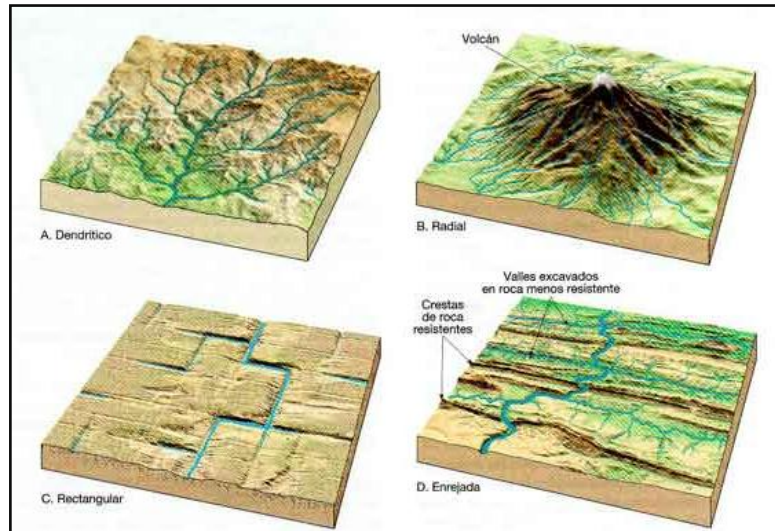 A. Dendrítico
Volcán
B. Radial
C. Rectangular
Valles excavados
en roca menos resistente
Crestas
de roca
resistentes
D. Enrejada